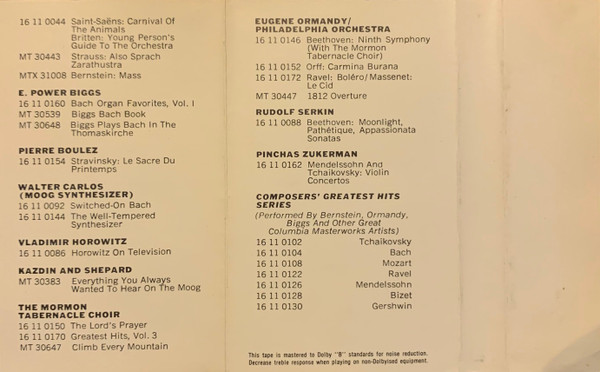 16 11 0044 Saint-Saëns: Carnival Of
The Animals
Britten: Young Person's
Guide To The Orchestra
MT 30443 Strauss: Also Sprach
Zarathustra
MTX 31008 Bernstein: Mass
E. POWER BIGGS
16 11 0160 Bach Organ Favorites, Vol. I
MT 30539 Biggs Bach Book
MT 30648 Biggs Plays Bach In The
Thomaskirche
PIERRE BOULEZ
16 11 0154 Stravinsky: Le Sacre Du
Printemps
WALTER CARLOS
(MOOG SYNTHESIZER)
16 11 0092 Switched-On Bach
16 11 0144 The Well-Tempered
Synthesizer
VLADIMIR HOROWITZ
16 11 0086 Horowitz On Television
KAZDIN AND SHEPARD
MT 30383 Everything You Always
Wanted To Hear On The Moog
THE MORMON
TABERNACLE CHOIR
16 11 0150 The Lord's Prayer
16 11 0170 Greatest Hits, Vol. 3
MT 30647 Climb Every Mountain
EUGENE ORMANDY/
PHILADELPHIA ORCHESTRA
16 11 0146 Beethoven: Ninth Symphony
(With The Mormon
Tabernacle Choir)
16 11 0152 Orff: Carmina Burana
16 11 0172 Ravel: Boléro/Massenet:
Le Cid
MT 30447 1812 Overture
RUDOLF SERKIN
16 11 0088 Beethoven: Moonlight,
Pathétique, Appassionata
Sonatas
PINCHAS ZUKERMAN
16 11 0162 Mendelssohn And
Tchaikovsky: Violin
Concertos
COMPOSERS' GREATEST HITS
SERIES
(Performed By Bernstein, Ormandy,
Biggs And Other Great
Columbia Masterworks Artists)
16 11 0102 Tchaikovsky
16 11 0104 Bach
16 11 0108 Mozart
16 11 0122 Ravel
16 11 0126 Mendelssohn
16 11 0128 Bizet
16 11 0130 Gershwin
This tape is mastered to Dolby "B" standards for noise reduction.
Decrease treble response when playing on non-Dolbyised equipment.